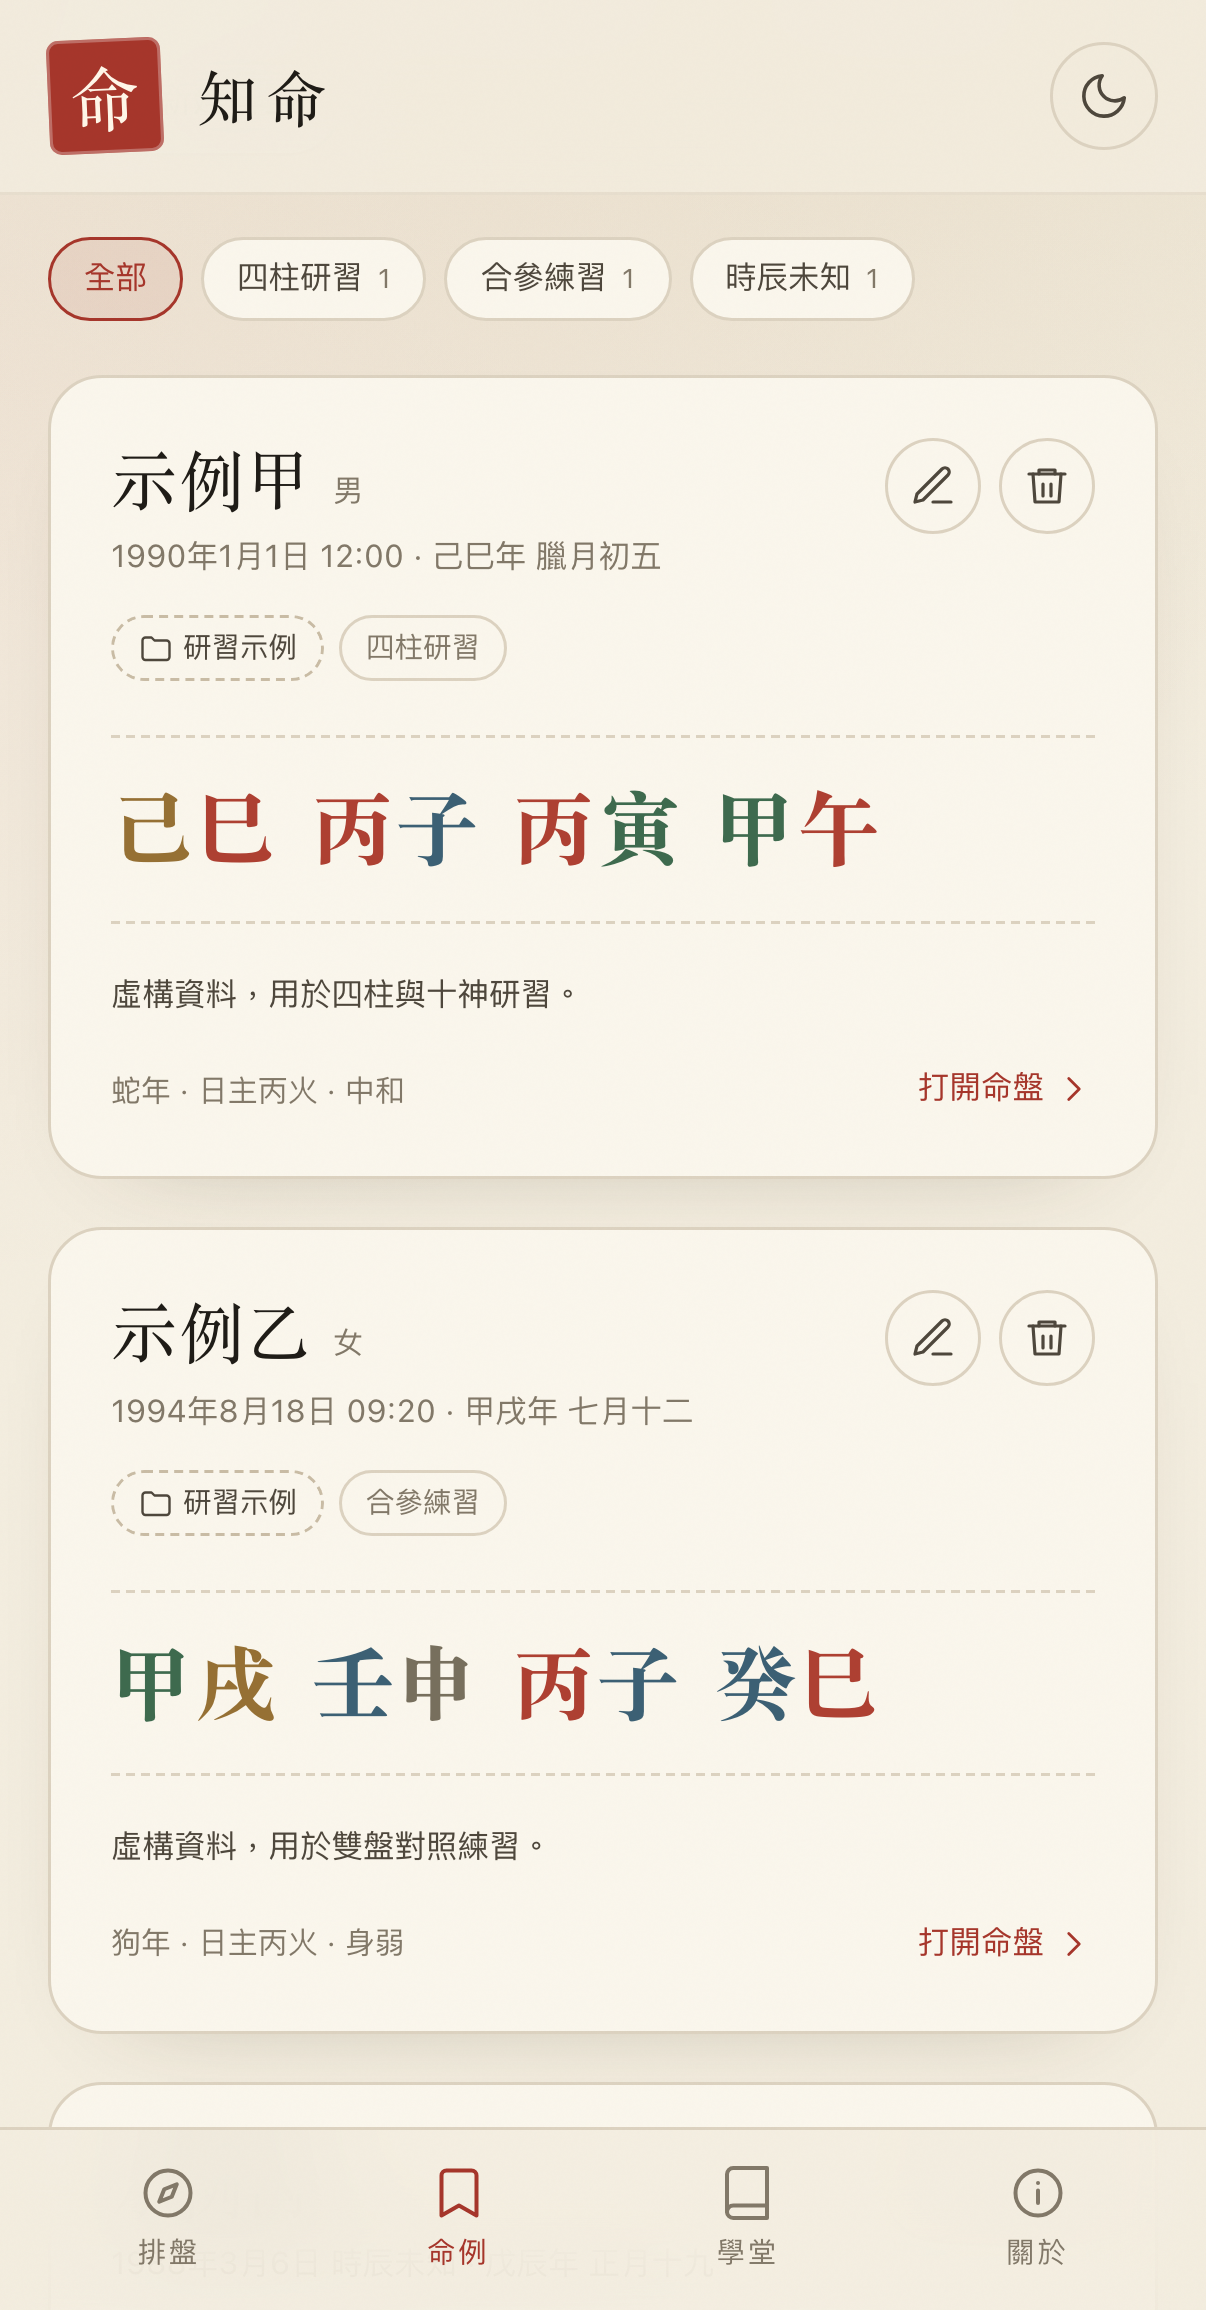 命 知命
全部 四柱研習 1 合參練習 1 時辰未知 1
示例甲 男
1990年1月1日 12:00 · 己巳年 臘月初五
研習示例 四柱研習
己巳 丙子 丙寅 甲午
虛構資料，用於四柱與十神研習。
蛇年 · 日主丙火 · 中和 打開命盤
示例乙 女
1994年8月18日 09:20 · 甲戌年 七月十二
研習示例 合參練習
甲戌 壬申 丙子 癸巳
虛構資料，用於雙盤對照練習。
狗年 · 日主丙火 · 身弱 打開命盤
排盤 命例 學堂 關於